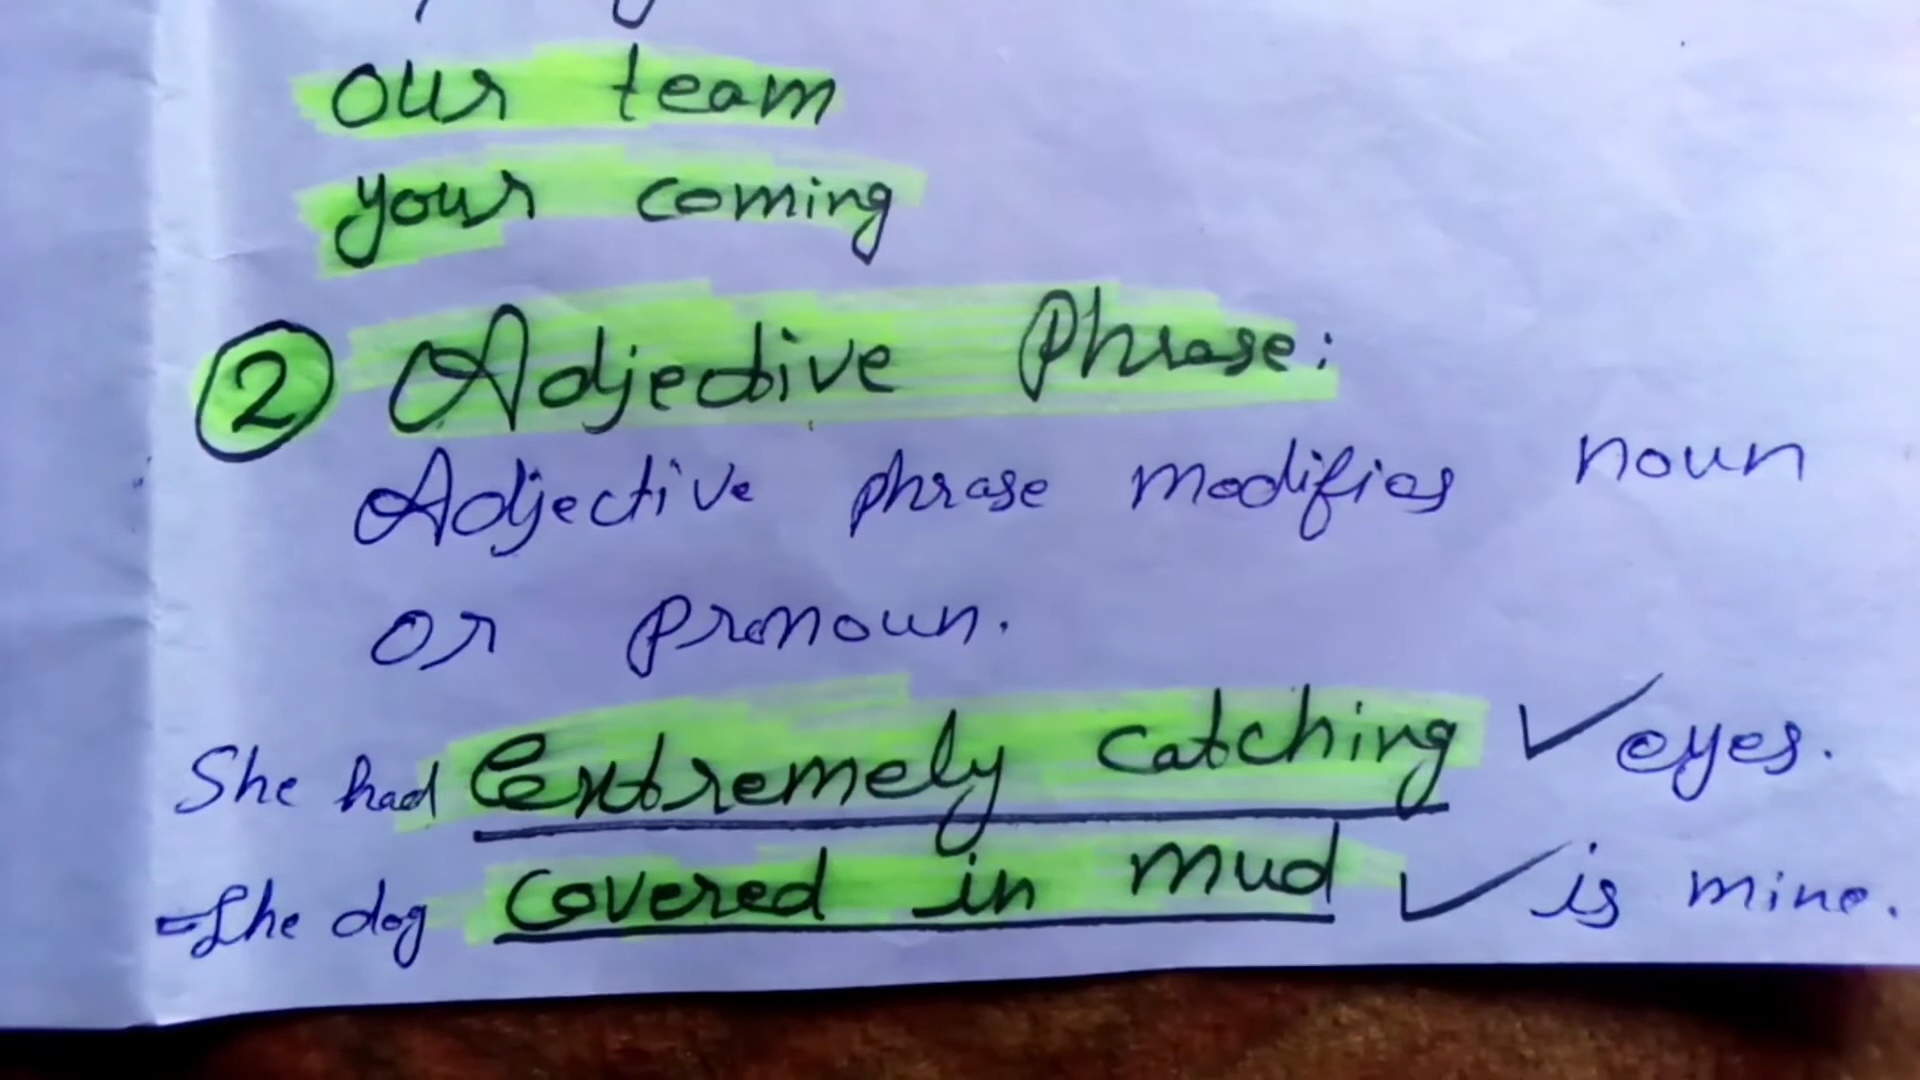 our team
your coming
2 Adjective Phrase:
Adjective phrase modifies noun
or pronoun.
She had extremely catching ✓ eyes.
The dog covered in mud ✓ is mine.